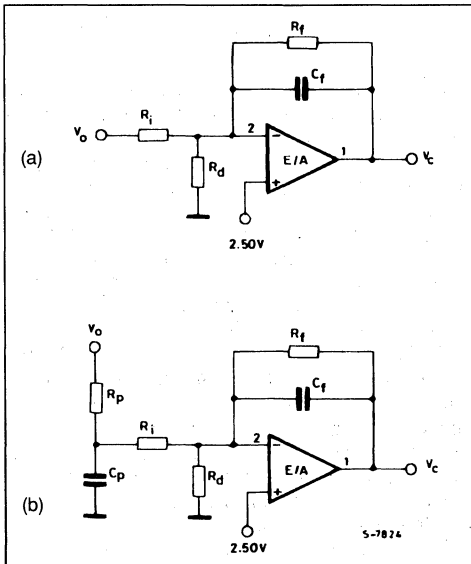 Rf
Cf
Vo
Ri
2
1
Vc
(a)
Rd
E/A
2.50V
Vo
Rf
Rp
Cf
Ri
2
1
Vc
Cp
Rd
E/A
(b)
2.50V
S-7824